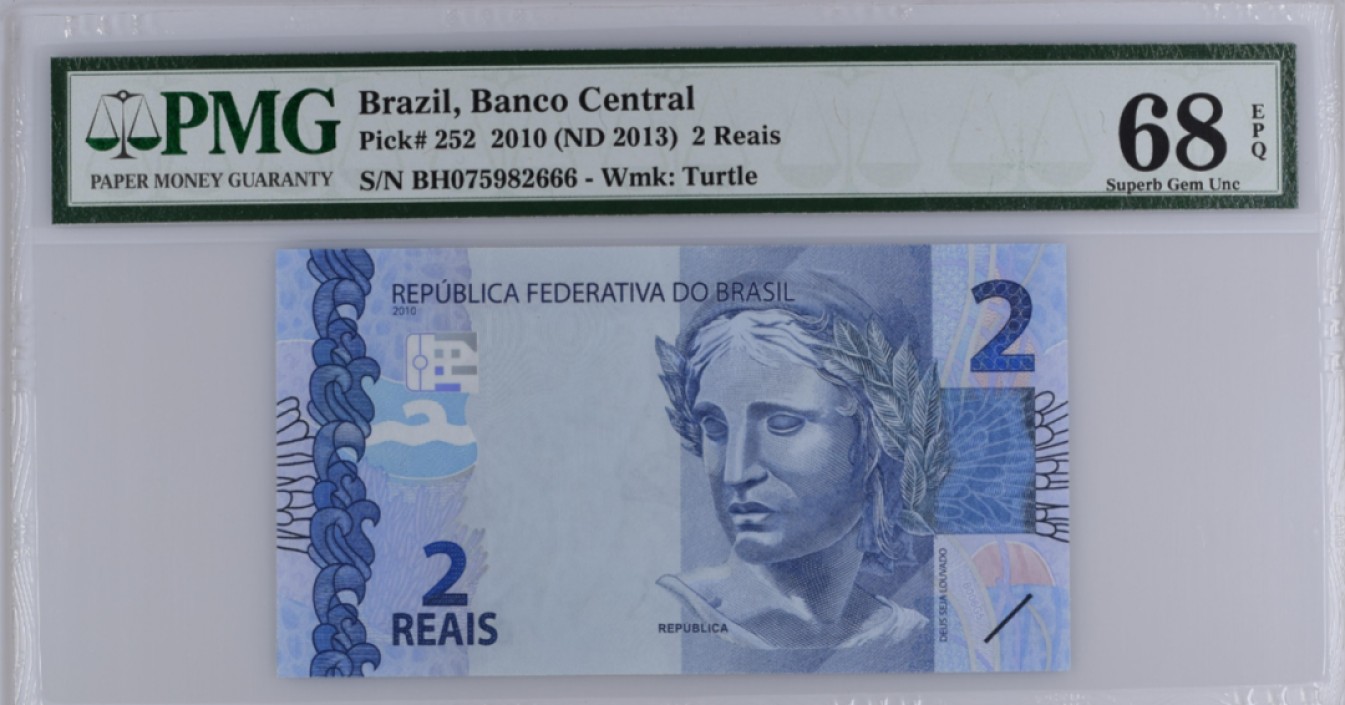 PMG
PAPER MONEY GUARANTY
Brazil, Banco Central
Pick# 252 2010 (ND 2013) 2 Reais
S/N BH075982666 - Wmk: Turtle
68
EPQ
Superb Gem Unc
REPÚBLICA FEDERATIVA DO BRASIL
2010
2
2
REAIS
REPÚBLICA
DEUS SEJA LOUVADO